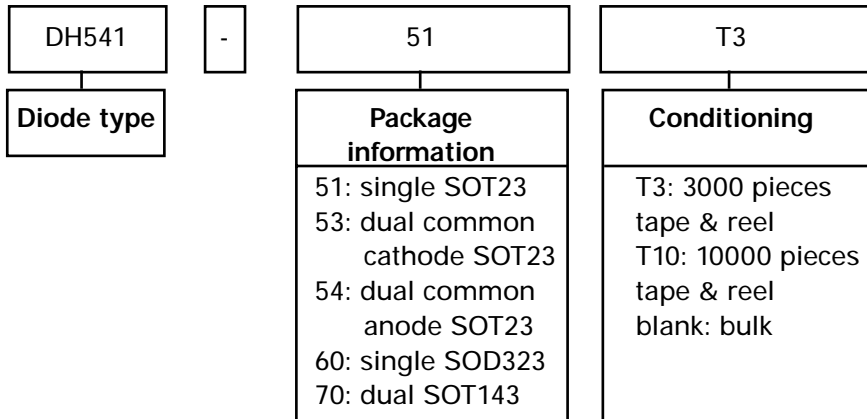 DH541 - 51 T3
Diode type
Package
information
Conditioning
51: single SOT23
53: dual common
cathode SOT23
54: dual common
anode SOT23
60: single SOD323
70: dual SOT143
T3: 3000 pieces
tape & reel
T10: 10000 pieces
tape & reel
blank: bulk